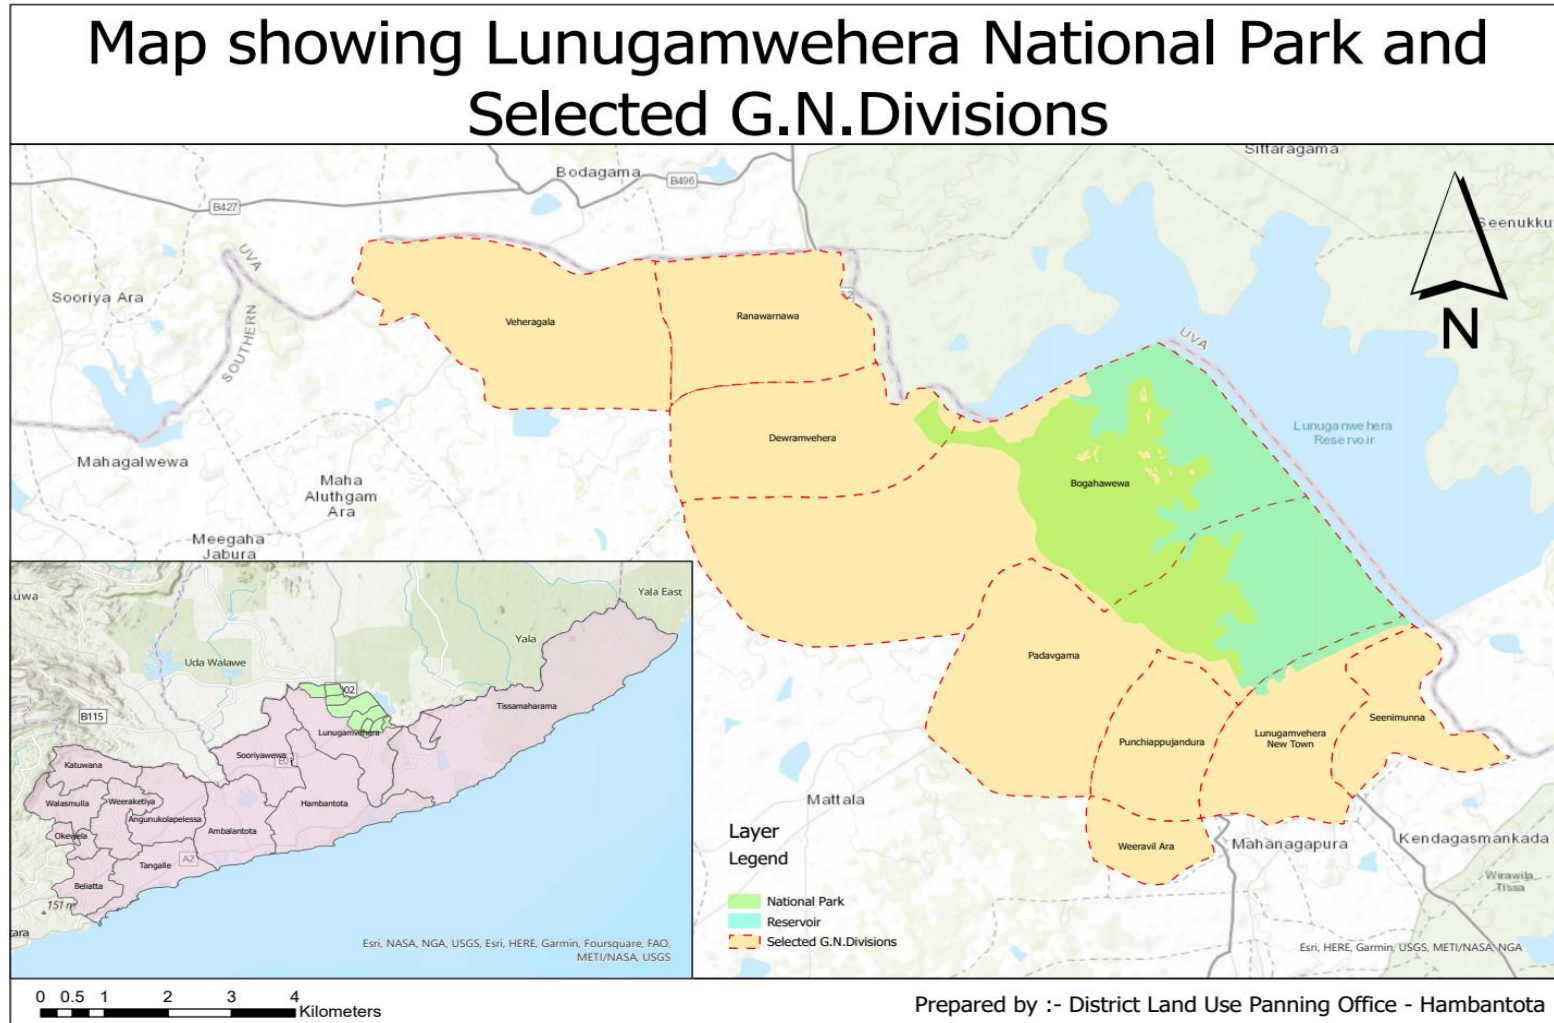 Map showing Lunugamwehera National Park and
Selected G.N.Divisions
Sittaragama
Bodagama
B496
B427
Seenukku
UVA
SOUTHERN
Sooriya Ara
Veheragala
Ranawarnawa
N
UVA
Lunuganwehera
Reservoir
Dewramvehera
Mahagalwewa
Maha
Aluthgam
Ara
Bogahawewa
Meegaha
Jabura
Padavgama
Punchiappujandura
Lunugamvehera
New Town
Seenimunna
Mattala
Weeravil Ara
Mahanagapura
Kendagasmankada
Wirawila
Tissa
Layer
Legend
National Park
Reservoir
Selected G.N.Divisions
Esri, HERE, Garmin, USGS, METI/NASA, NGA
Yala East
Yala
Uda Walawe
B115
Tissamaharama
Lunugamvehera
Sooriyawewa
Katuwana
Walasmulla
Weeraketiya
Hambantota
Angunukolapelessa
Ambalantota
Okewela
Tangalle
A2
Beliatta
151 m
Esri, NASA, NGA, USGS, Esri, HERE, Garmin, Foursquare, FAO,
METI/NASA, USGS
0 0.5 1 2 3 4
Kilometers
Prepared by :- District Land Use Panning Office - Hambantota